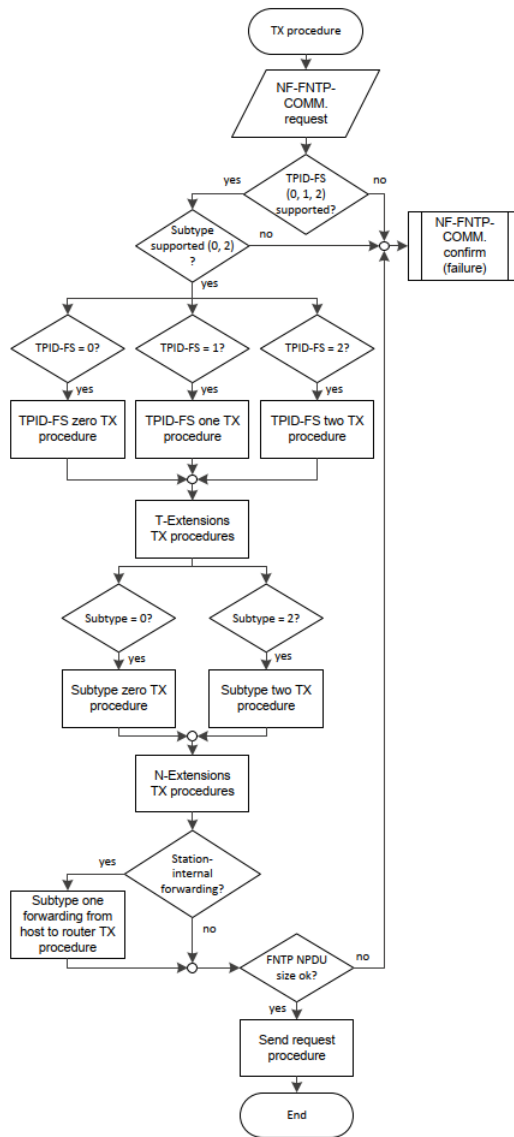 TX procedure
NF-FNTP-
COMM.
request
TPID-FS
(0, 1, 2)
supported?
yes
no
Subtype
supported (0, 2)
?
no
NF-FNTP-
COMM.
confirm
(failure)
yes
TPID-FS = 0?
TPID-FS = 1?
TPID-FS = 2?
yes
yes
yes
TPID-FS zero TX
procedure
TPID-FS one TX
procedure
TPID-FS two TX
procedure
T-Extensions
TX procedures
Subtype = 0?
Subtype = 2?
yes
yes
Subtype zero TX
procedure
Subtype two TX
procedure
N-Extensions
TX procedures
Station-
internal
forwarding?
yes
Subtype one
forwarding from
host to router TX
procedure
no
FNTP NPDU
size ok?
no
yes
Send request
procedure
End